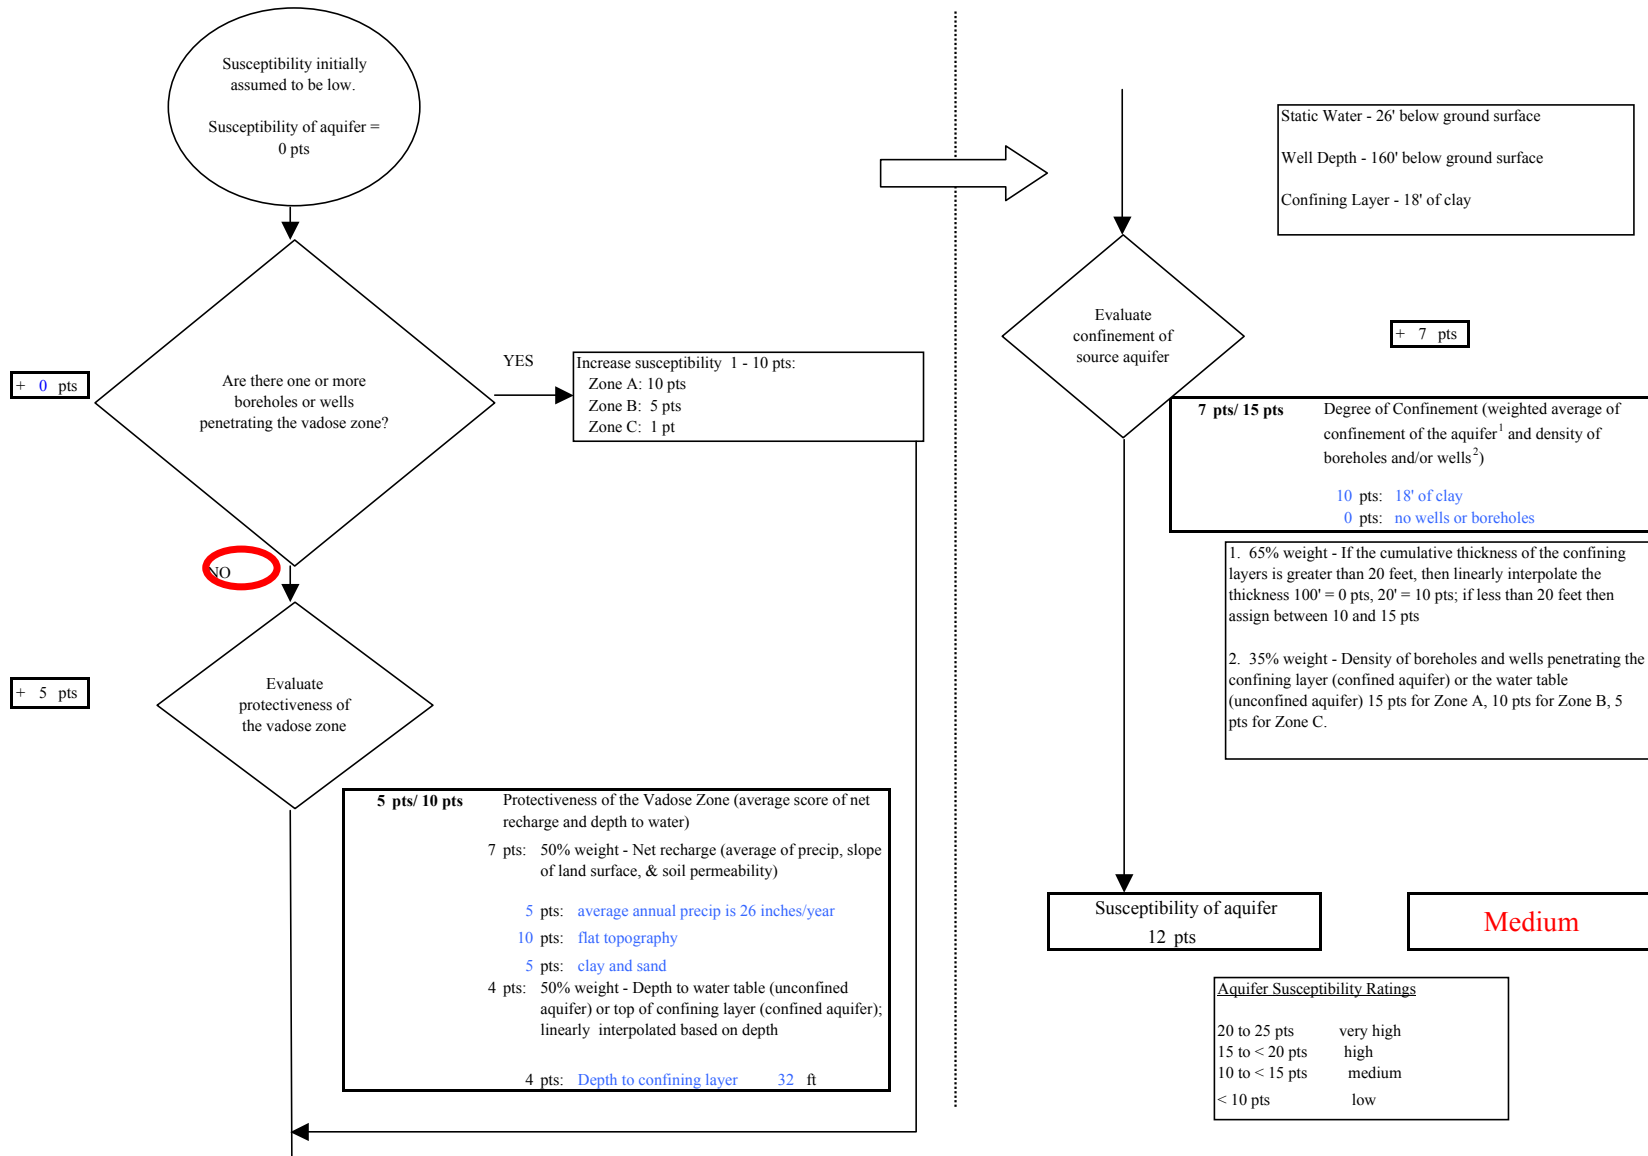 Susceptibility initially
assumed to be low.
Susceptibility of aquifer =
0 pts
+ 0 pts
Are there one or more
boreholes or wells
penetrating the vadose zone?
YES
Increase susceptibility 1 - 10 pts:
Zone A: 10 pts
Zone B: 5 pts
Zone C: 1 pt
NO
+ 5 pts
Evaluate
protectiveness of
the vadose zone
5 pts/ 10 pts Protectiveness of the Vadose Zone (average score of net
recharge and depth to water)
7 pts: 50% weight - Net recharge (average of precip, slope
of land surface, & soil permeability)
5 pts: average annual precip is 26 inches/year
10 pts: flat topography
5 pts: clay and sand
4 pts: 50% weight - Depth to water table (unconfined
aquifer) or top of confining layer (confined aquifer);
linearly interpolated based on depth
4 pts: Depth to confining layer 32 ft
Static Water - 26' below ground surface
Well Depth - 160' below ground surface
Confining Layer - 18' of clay
Evaluate
confinement of
source aquifer
+ 7 pts
7 pts/ 15 pts Degree of Confinement (weighted average of
confinement of the aquifer1 and density of
boreholes and/or wells2)
10 pts: 18' of clay
0 pts: no wells or boreholes
1. 65% weight - If the cumulative thickness of the confining
layers is greater than 20 feet, then linearly interpolate the
thickness 100' = 0 pts, 20' = 10 pts; if less than 20 feet then
assign between 10 and 15 pts
2. 35% weight - Density of boreholes and wells penetrating the
confining layer (confined aquifer) or the water table
(unconfined aquifer) 15 pts for Zone A, 10 pts for Zone B, 5
pts for Zone C.
Susceptibility of aquifer
12 pts
Medium
Aquifer Susceptibility Ratings
20 to 25 pts very high
15 to < 20 pts high
10 to < 15 pts medium
< 10 pts low